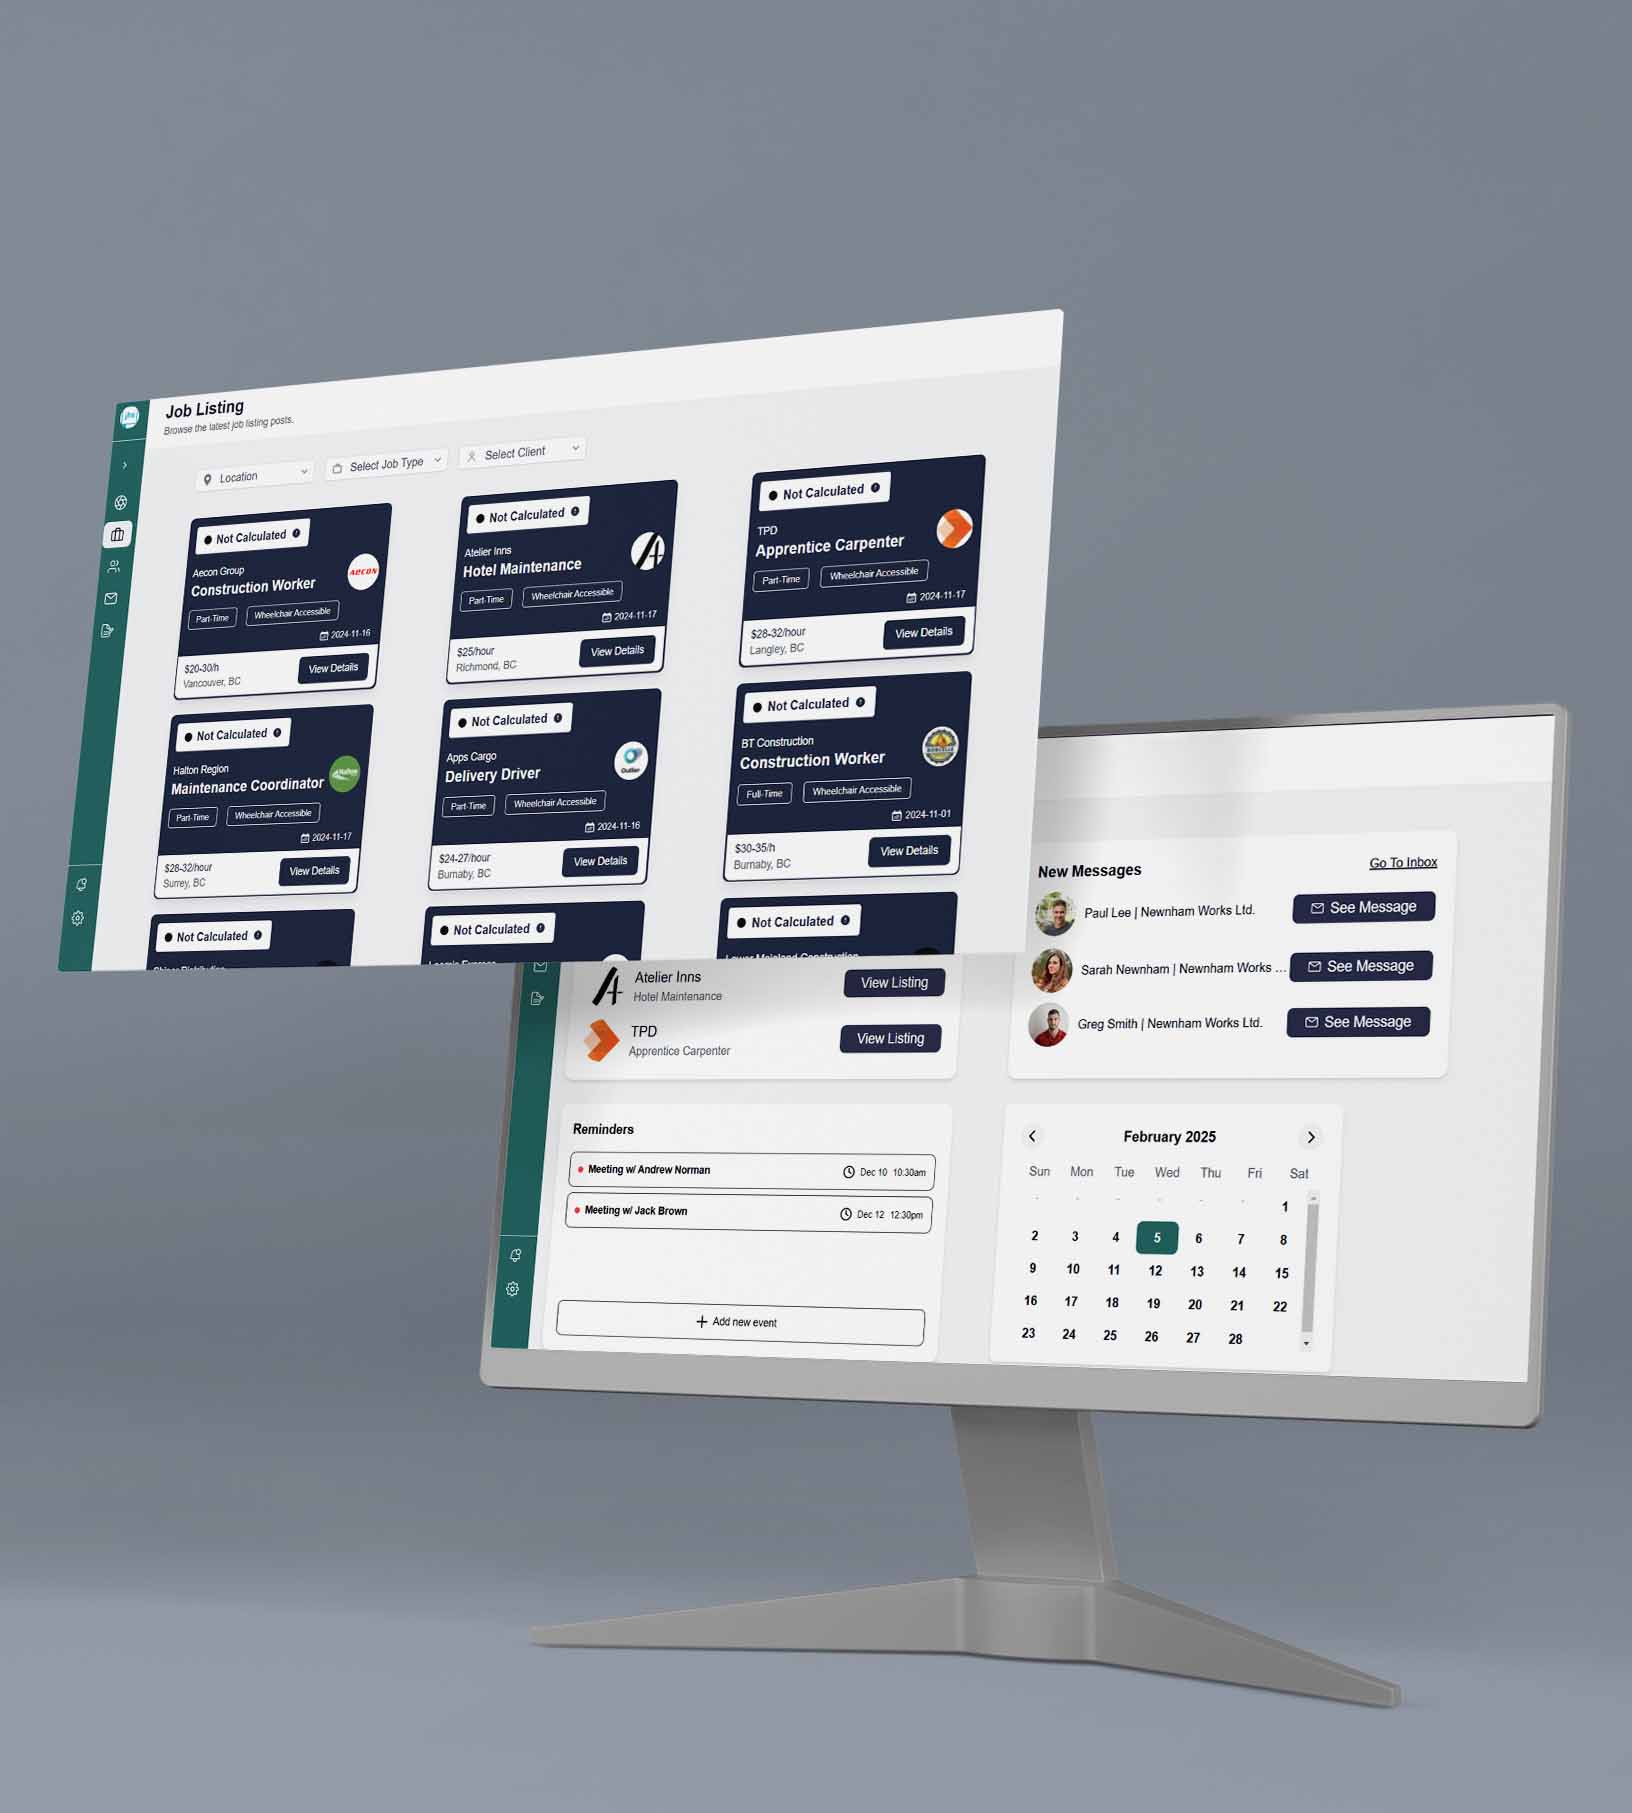 Job Listing
Browse the latest job listing posts.
Location
Select Job Type
Select Client
Not Calculated
Aecon Group
Construction Worker
AECON
Part-Time
Wheelchair Accessible
2024-11-16
$20-30/h
Vancouver, BC
View Details
Not Calculated
Atelier Inns
Hotel Maintenance
Part-Time
Wheelchair Accessible
2024-11-17
$25/hour
Richmond, BC
View Details
Not Calculated
TPD
Apprentice Carpenter
Part-Time
Wheelchair Accessible
2024-11-17
$28-32/hour
Langley, BC
View Details
Not Calculated
Halton Region
Maintenance Coordinator
Halton
Part-Time
Wheelchair Accessible
2024-11-17
$28-32/hour
Surrey, BC
View Details
Not Calculated
Apps Cargo
Delivery Driver
Outlier
Part-Time
Wheelchair Accessible
2024-11-16
$24-27/hour
Burnaby, BC
View Details
Not Calculated
BT Construction
Construction Worker
Full-Time
Wheelchair Accessible
2024-11-01
$30-35/h
Burnaby, BC
View Details
Not Calculated
Not Calculated
Not Calculated
Lower Mainland Construction
Atelier Inns
Hotel Maintenance
View Listing
TPD
Apprentice Carpenter
View Listing
New Messages
Go To Inbox
Paul Lee | Newnham Works Ltd.
See Message
Sarah Newnham | Newnham Works ...
See Message
Greg Smith | Newnham Works Ltd.
See Message
Reminders
Meeting w/ Andrew Norman
Dec 10 10:30am
Meeting w/ Jack Brown
Dec 12 12:30pm
+ Add new event
February 2025
Sun Mon Tue Wed Thu Fri Sat
- - - - - - 1
2 3 4 5 6 7 8
9 10 11 12 13 14 15
16 17 18 19 20 21 22
23 24 25 26 27 28